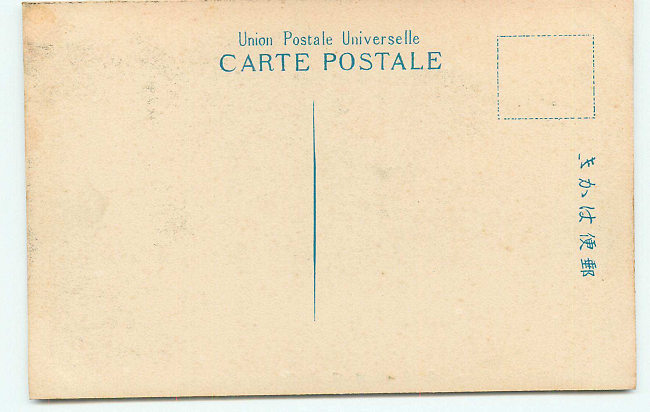 Union Postale Universelle
CARTE POSTALE
郵便はかき